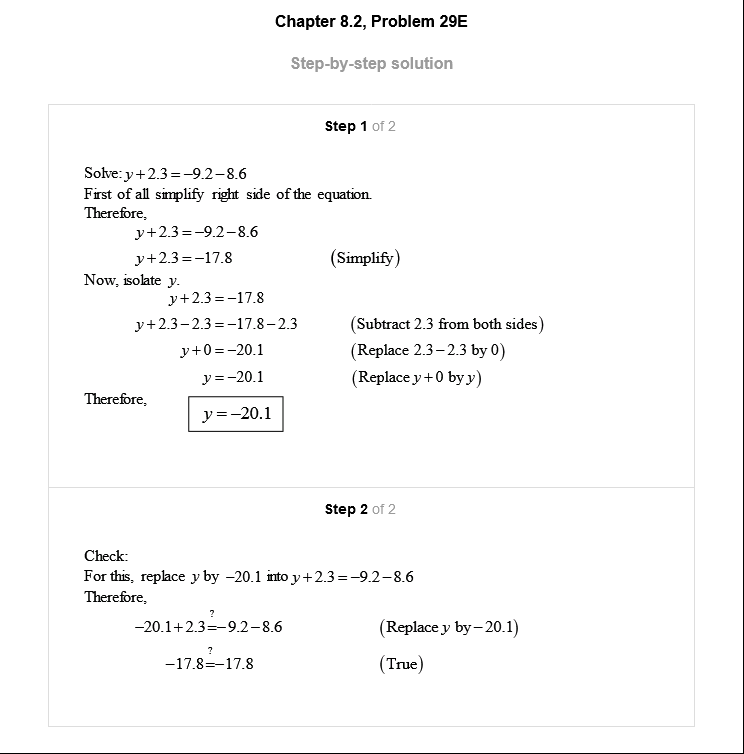 Chapter 8.2, Problem 29E
Step-by-step solution
Step 1 of 2
Solve: y+2.3=−9.2−8.6
First of all simplify right side of the equation.
Therefore,
y+2.3=−9.2−8.6
y+2.3=−17.8 (Simplify)
Now, isolate y.
y+2.3=−17.8
y+2.3−2.3=−17.8−2.3 (Subtract 2.3 from both sides)
y+0=−20.1 (Replace 2.3−2.3 by 0)
y=−20.1 (Replace y+0 by y)
Therefore,
y=−20.1
Step 2 of 2
Check:
For this, replace y by −20.1 into y+2.3=−9.2−8.6
Therefore,
−20.1+2.3≟−9.2−8.6 (Replace y by −20.1)
−17.8≟−17.8 (True)